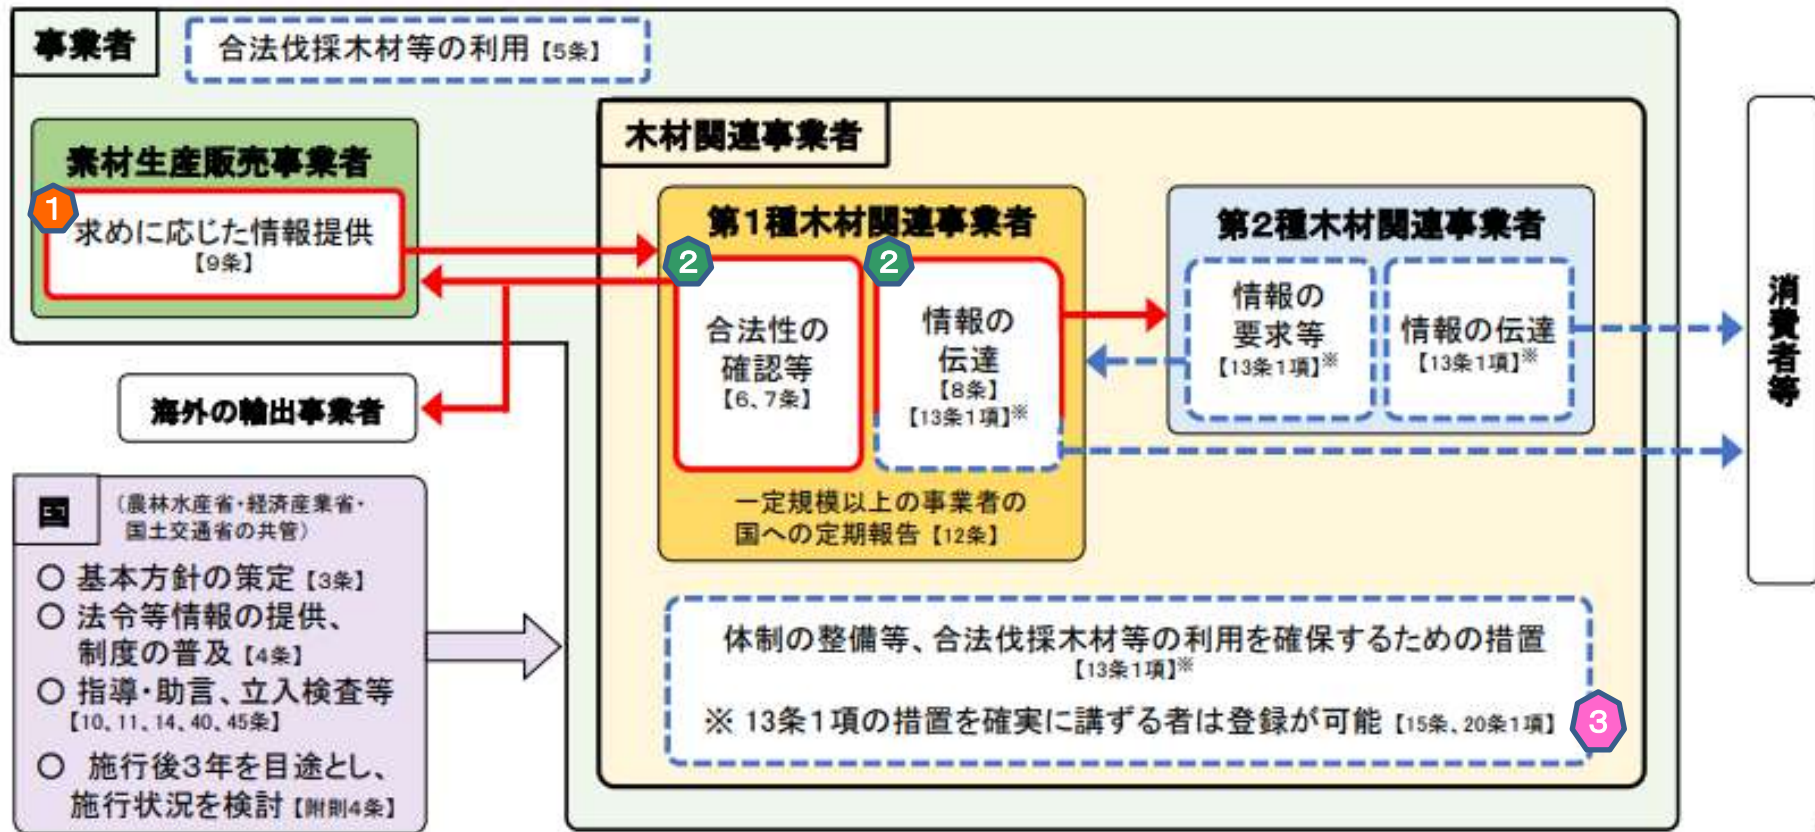 事業者
合法伐採木材等の利用【5条】
素材生産販売事業者
1
求めに応じた情報提供
【9条】
海外の輸出事業者
木材関連事業者
第1種木材関連事業者
2
合法性の
確認等
【6、7条】
2
情報の
伝達
【8条】
【13条1項】※
一定規模以上の事業者の
国への定期報告【12条】
第2種木材関連事業者
情報の
要求等
【13条1項】※
情報の伝達
【13条1項】※
体制の整備等、合法伐採木材等の利用を確保するための措置
【13条1項】※
※ 13条1項の措置を確実に講ずる者は登録が可能【15条、20条1項】
3
消費者等
国
（農林水産省・経済産業省・
国土交通省の共管）
○ 基本方針の策定【3条】
○ 法令等情報の提供、
制度の普及【4条】
○ 指導・助言、立入検査等
【10、11、14、40、45条】
○ 施行後3年を目途とし、
施行状況を検討【附則4条】